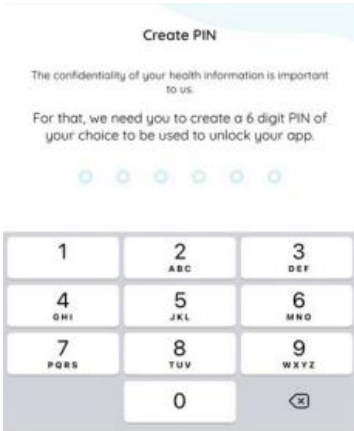 Create PIN
The confidentiality of your health information is important
to us.
For that, we need you to create a 6 digit PIN of
your choice to be used to unlock your app.
1 2 3
ABC DEF
4 5 6
GHI JKL MNO
7 8 9
PQRS TUV WXYZ
0